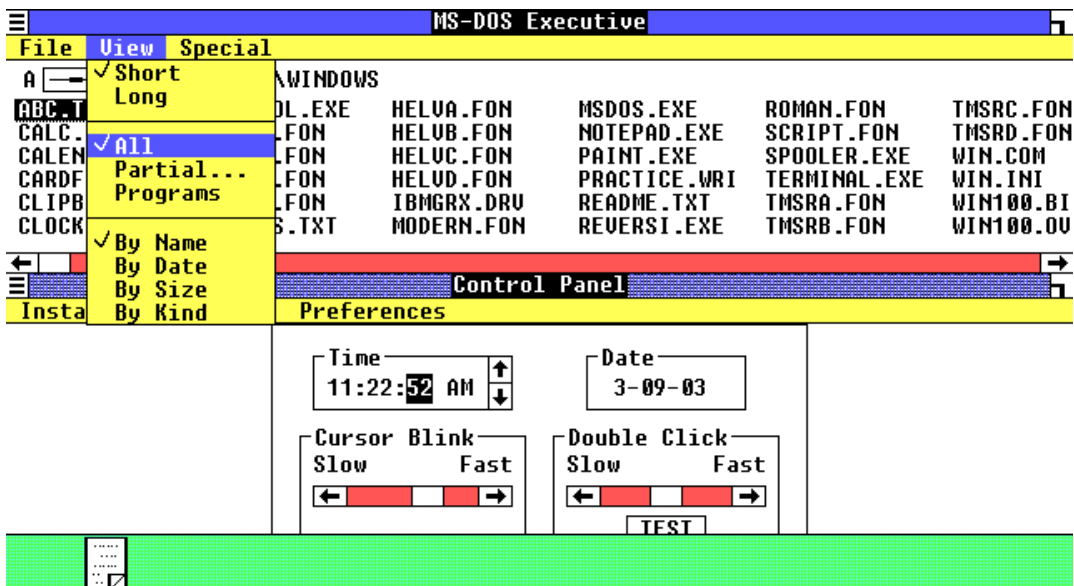 MS-DOS Executive
File View Special
A \WINDOWS
✓Short
Long
✓All
Partial...
Programs
✓By Name
By Date
By Size
By Kind
ABC.T OL.EXE HELVA.FON MSDOS.EXE ROMAN.FON TMSRC.FON
CALC. .FON HELVB.FON NOTEPAD.EXE SCRIPT.FON TMSRD.FON
CALEN .FON HELVC.FON PAINT.EXE SPOOLER.EXE WIN.COM
CARDF .FON HELVD.FON PRACTICE.WRI TERMINAL.EXE WIN.INI
CLIPB .FON IBMGRX.DRV README.TXT TMSRA.FON WIN100.BI
CLOCK S.TXT MODERN.FON REVERSI.EXE TMSRB.FON WIN100.OV
Control Panel
Insta Preferences
Time
11:22:52 AM
Date
3-09-03
Cursor Blink
Slow Fast
Double Click
Slow Fast
TEST